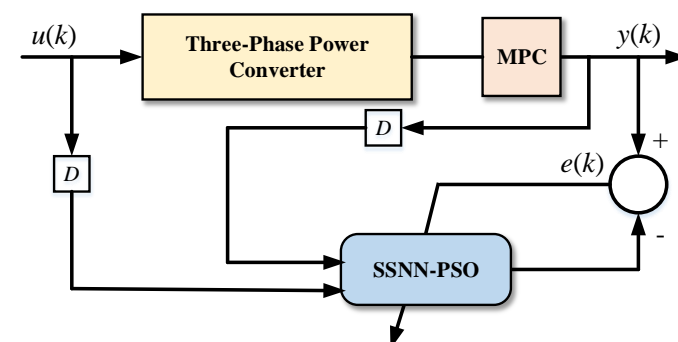 u(k)
Three-Phase Power
Converter
MPC
y(k)
D
+
D
e(k)
-
SSNN-PSO